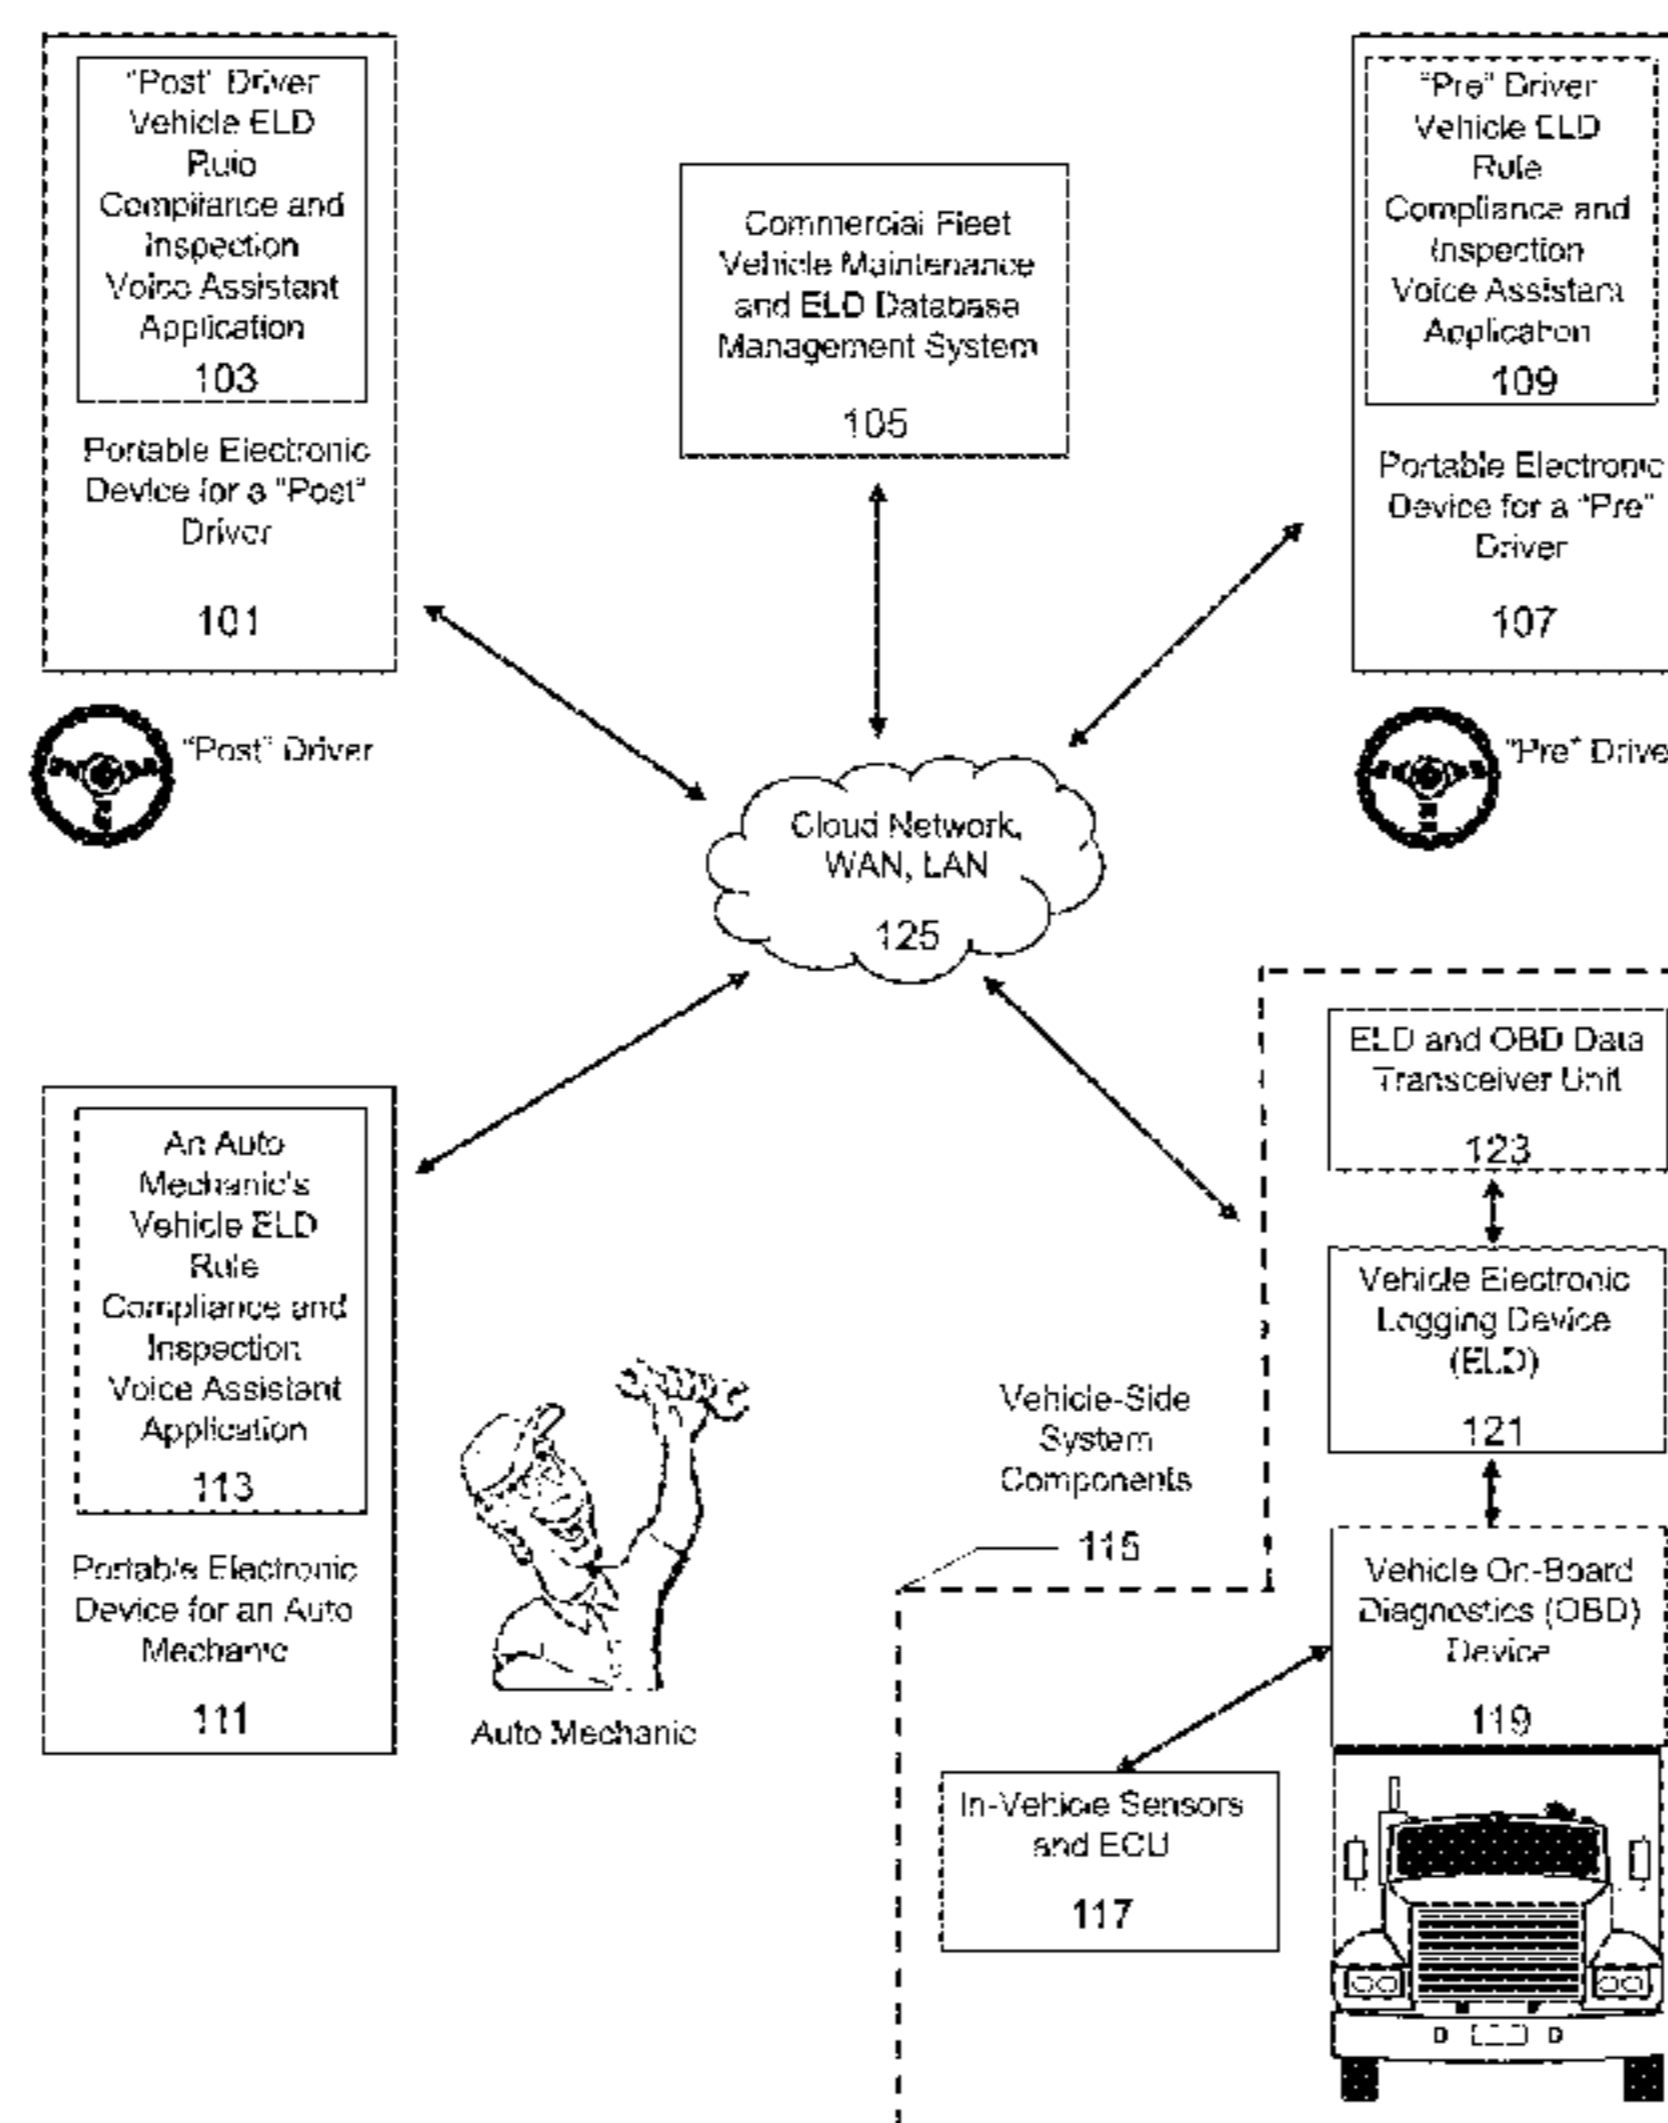 "Post" Driver
Vehicle ELD
Rule
Compliance and
Inspection
Voice Assistant
Application
103
Portable Electronic
Device for a "Post"
Driver
101
"Post" Driver
Commercial Fleet
Vehicle Maintenance
and ELD Database
Management System
105
"Pre" Driver
Vehicle ELD
Rule
Compliance and
Inspection
Voice Assistant
Application
109
Portable Electronic
Device for a "Pre"
Driver
107
"Pre" Drive
Cloud Network,
WAN, LAN
125
An Auto
Mechanic's
Vehicle ELD
Rule
Compliance and
Inspection
Voice Assistant
Application
113
Portable Electronic
Device for an Auto
Mechanic
111
Auto Mechanic
Vehicle-Side
System
Components
115
ELD and OBD Data
Transceiver Unit
123
Vehicle Electronic
Logging Device
(ELD)
121
Vehicle On-Board
Diagnostics (OBD)
Device
119
In-Vehicle Sensors
and ECU
117